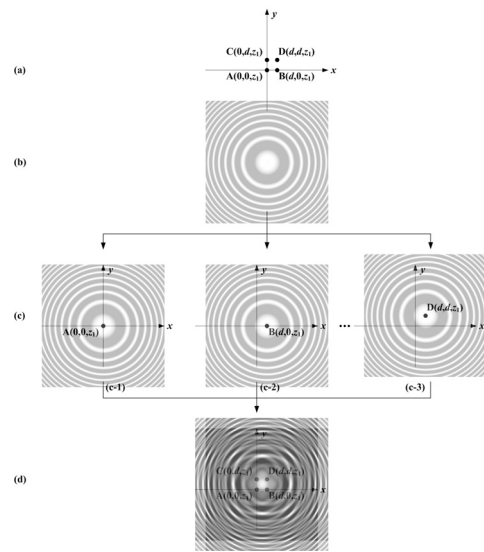 y
C(0,d,z₁) D(d,d,z₁)
(a)
x
A(0,0,z₁) B(d,0,z₁)
(b)
y y y
(c)
D(d,d,z₁)
x x x
A(0,0,z₁) B(d,0,z₁)
...
(c-1) (c-2) (c-3)
y
C(0,d,z₁) D(d,d,z₁)
(d)
x
A(0,0,z₁) B(d,0,z₁)